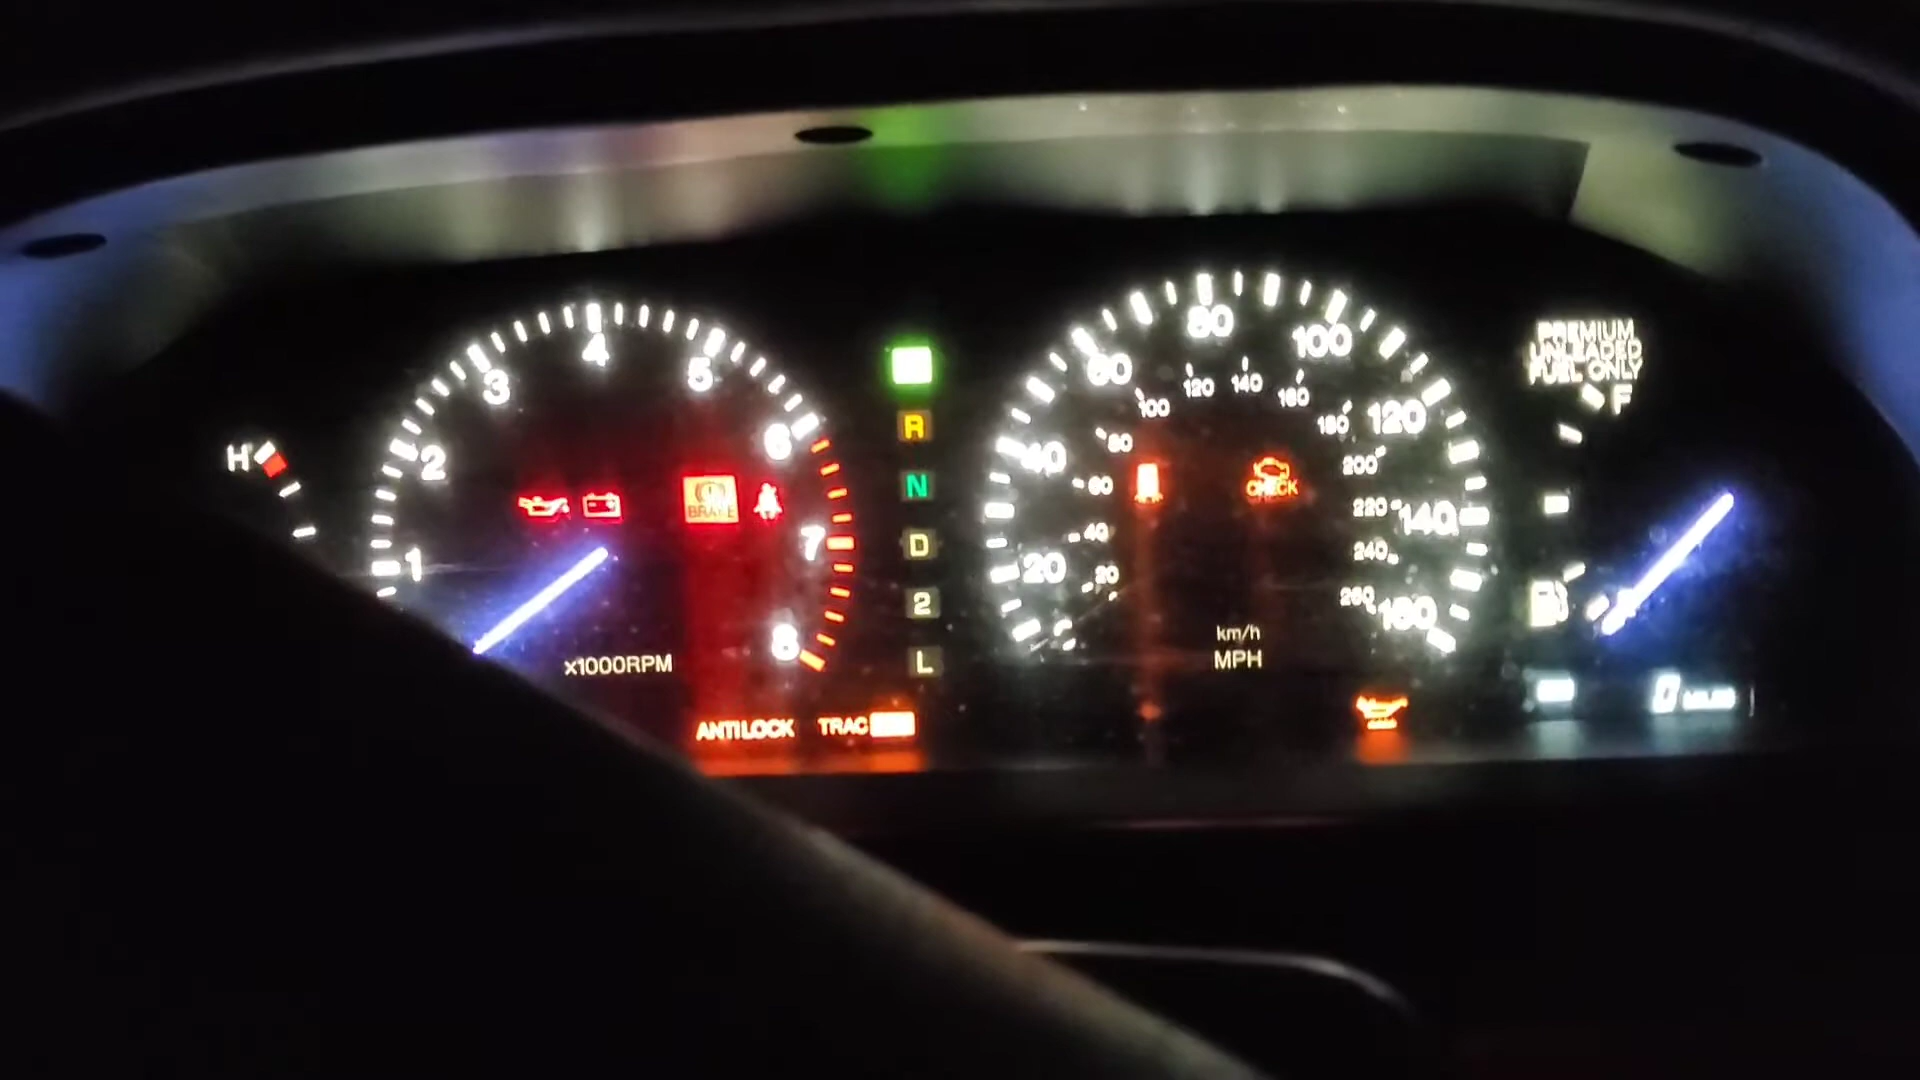 H
1
2
3
4
5
6
7
8
x1000RPM
BRAKE
ANTILOCK TRAC
R
N
D
2
L
20
40
60
80
100
120
140
160
20
40
60
80
100
120
140
160
180
200
220
240
260
km/h
MPH
CHECK
PREMIUM
UNLEADED
FUEL ONLY
F
0